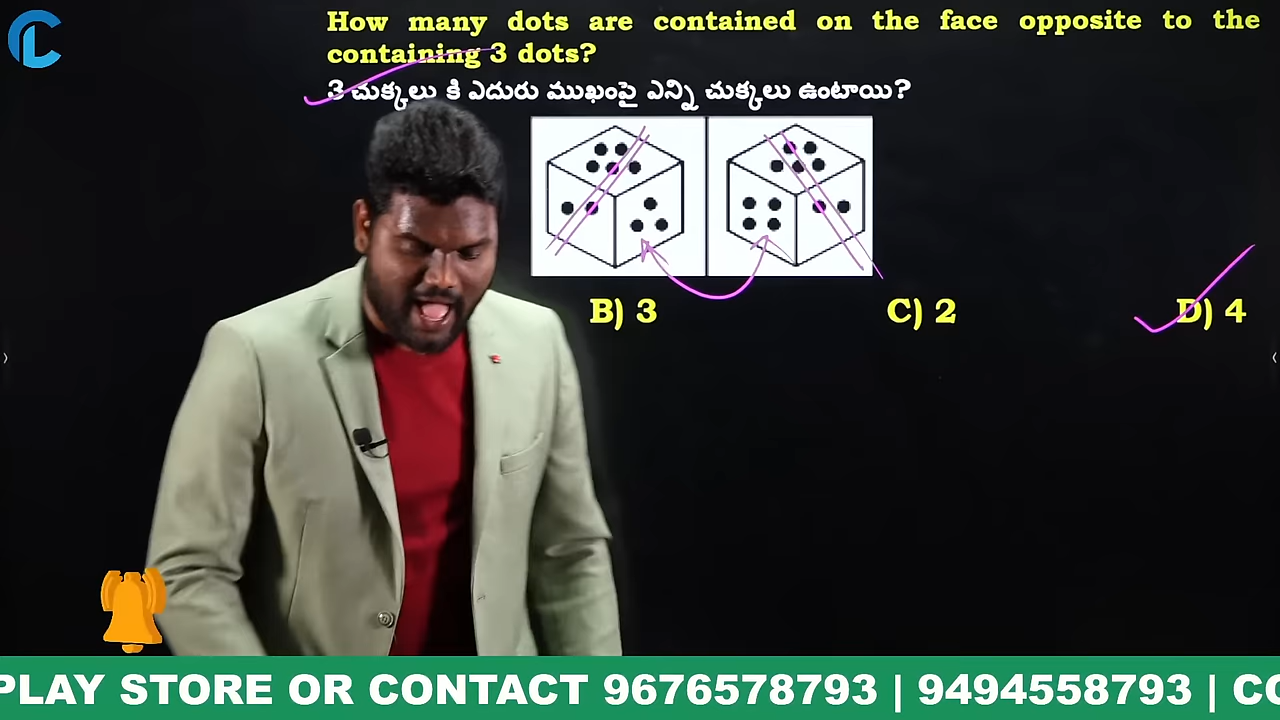 How many dots are contained on the face opposite to the
containing 3 dots?
3 చుక్కలు కి ఎదురు ముఖంపై ఎన్ని చుక్కలు ఉంటాయి?
B) 3 C) 2 D) 4
PLAY STORE OR CONTACT 9676578793 | 9494558793 |